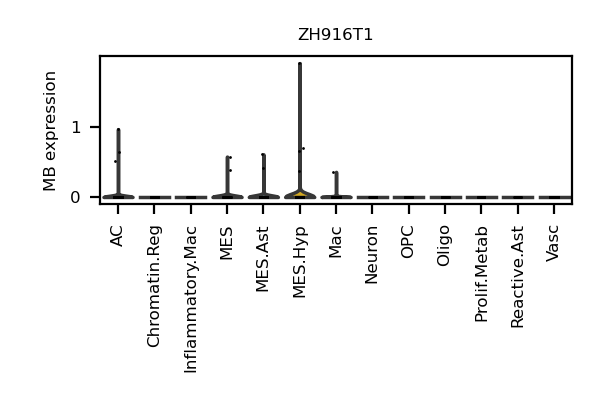 ZH916T1
MB expression
1
0
AC
Chromatin.Reg
Inflammatory.Mac
MES
MES.Ast
MES.Hyp
Mac
Neuron
OPC
Oligo
Prolif.Metab
Reactive.Ast
Vasc